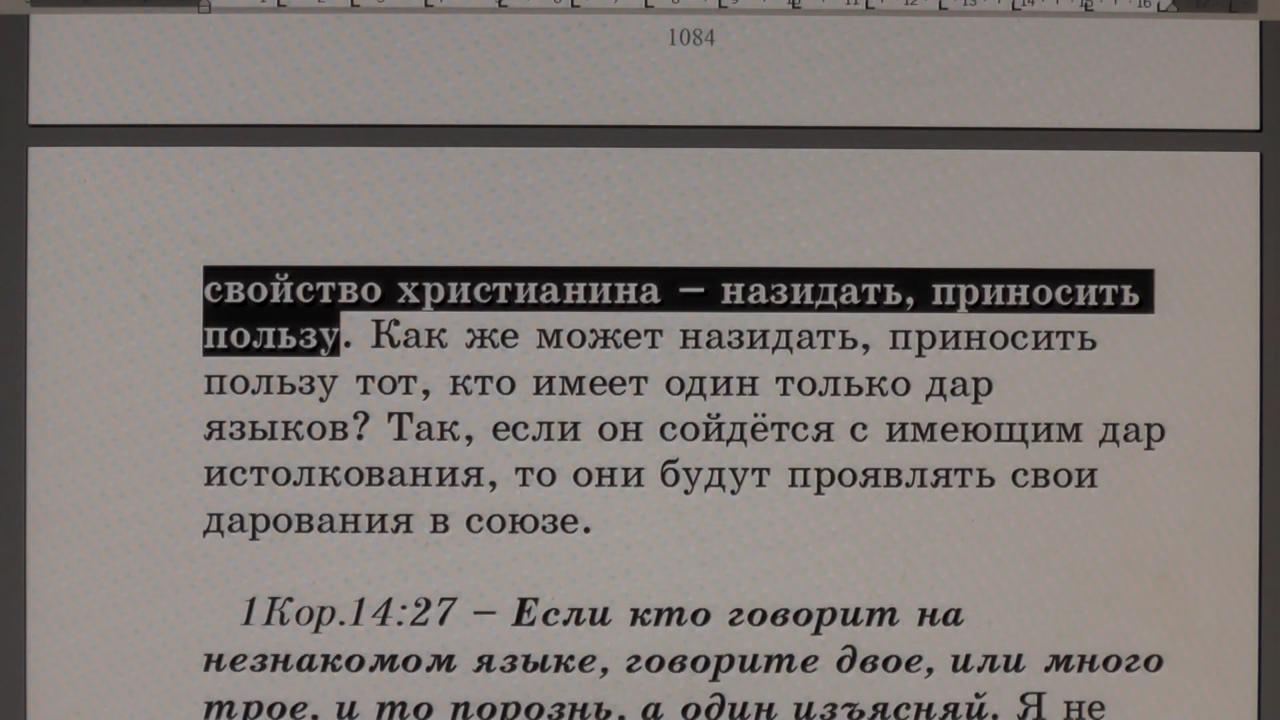 1084
свойство христианина – назидать, приносить
пользу. Как же может назидать, приносить
пользу тот, кто имеет один только дар
языков? Так, если он сойдётся с имеющим дар
истолкования, то они будут проявлять свои
дарования в союзе.
1Кор.14:27 – Если кто говорит на
незнакомом языке, говорите двое, или много
трое, и то порознь, а один изъясняй. Я не